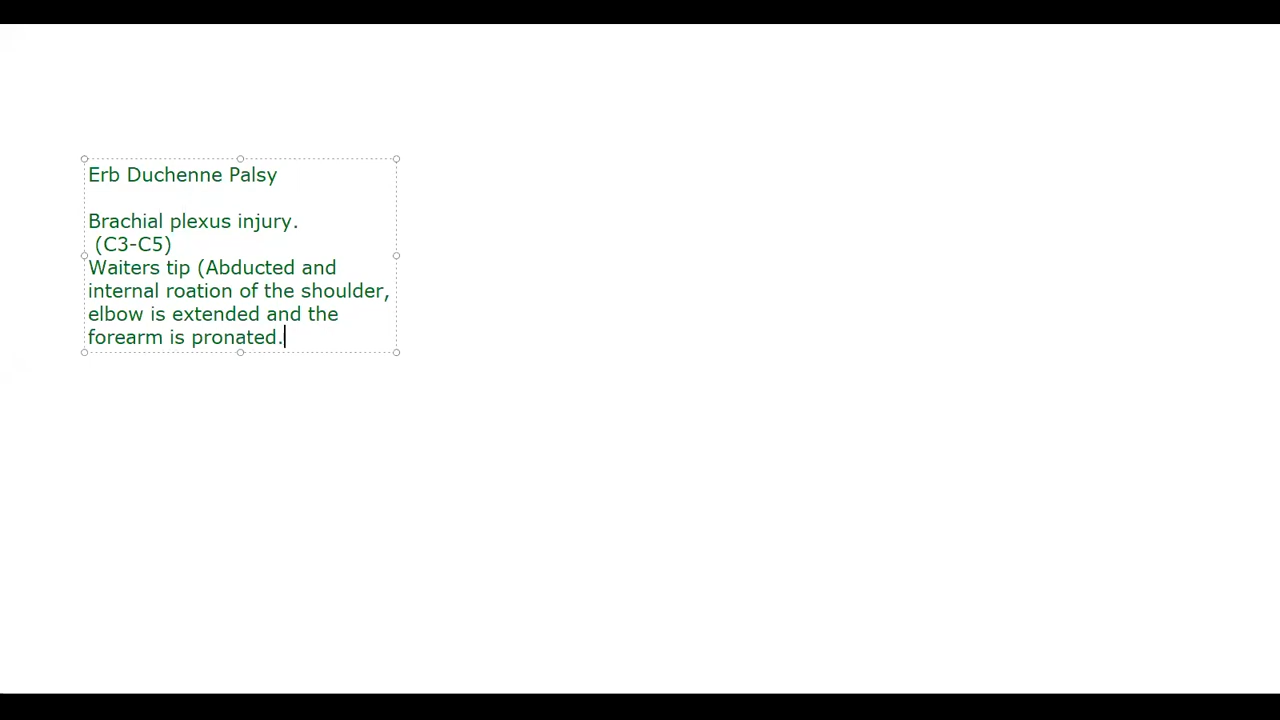 Erb Duchenne Palsy
Brachial plexus injury.
(C3-C5)
Waiters tip (Abducted and
internal roation of the shoulder,
elbow is extended and the
forearm is pronated.